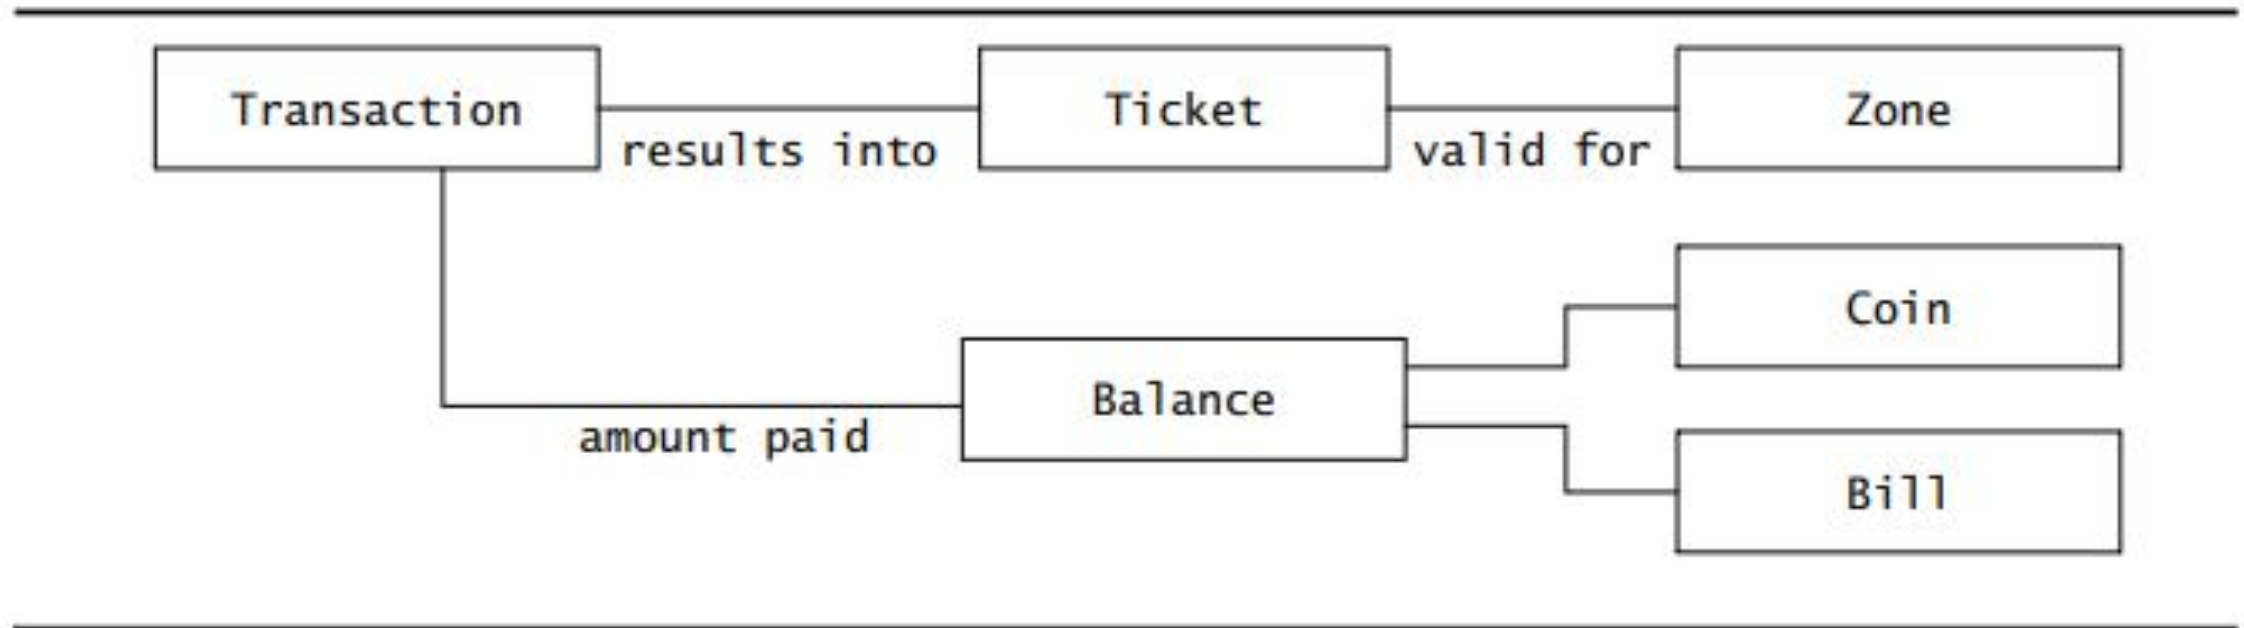 Transaction
Ticket
Zone
results into
valid for
Coin
Balance
amount paid
Bill